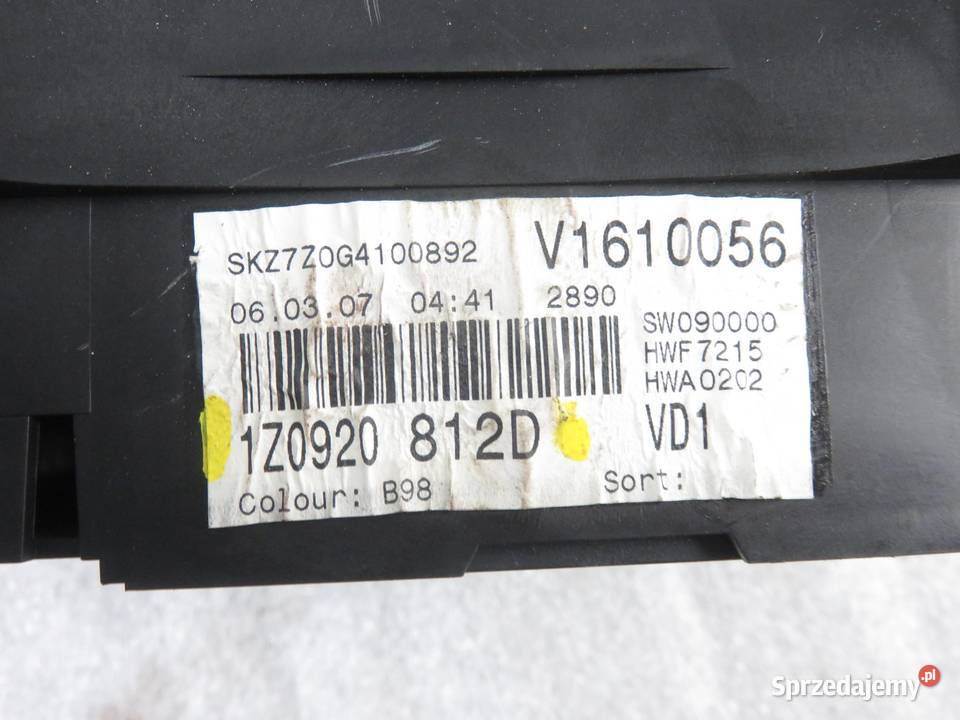 SKZ7Z0G4100892 V1610056
06.03.07 04:41 2890
SW090000
HWF7215
HWA0202
1Z0920 812D VD1
Colour: B98 Sort:
Sprzedajemy.pl